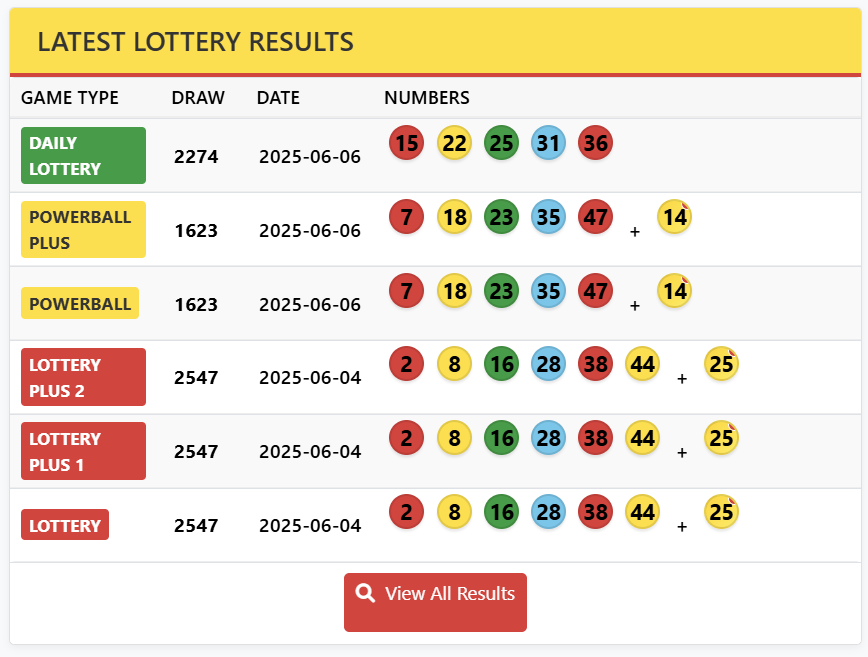 LATEST LOTTERY RESULTS
GAME TYPE DRAW DATE NUMBERS
DAILY LOTTERY 2274 2025-06-06 15 22 25 31 36
POWERBALL PLUS 1623 2025-06-06 7 18 23 35 47 + 14
POWERBALL 1623 2025-06-06 7 18 23 35 47 + 14
LOTTERY PLUS 2 2547 2025-06-04 2 8 16 28 38 44 + 25
LOTTERY PLUS 1 2547 2025-06-04 2 8 16 28 38 44 + 25
LOTTERY 2547 2025-06-04 2 8 16 28 38 44 + 25
View All Results